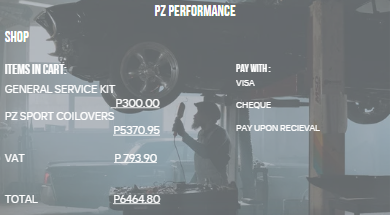 PZ PERFORMANCE
SHOP
ITEMS IN CART:
GENERAL SERVICE KIT
P300.00
PZ SPORT COILOVERS
P5370.95
VAT
P 793.90
TOTAL
P6464.80
PAY WITH :
VISA
CHEQUE
PAY UPON RECIEVAL